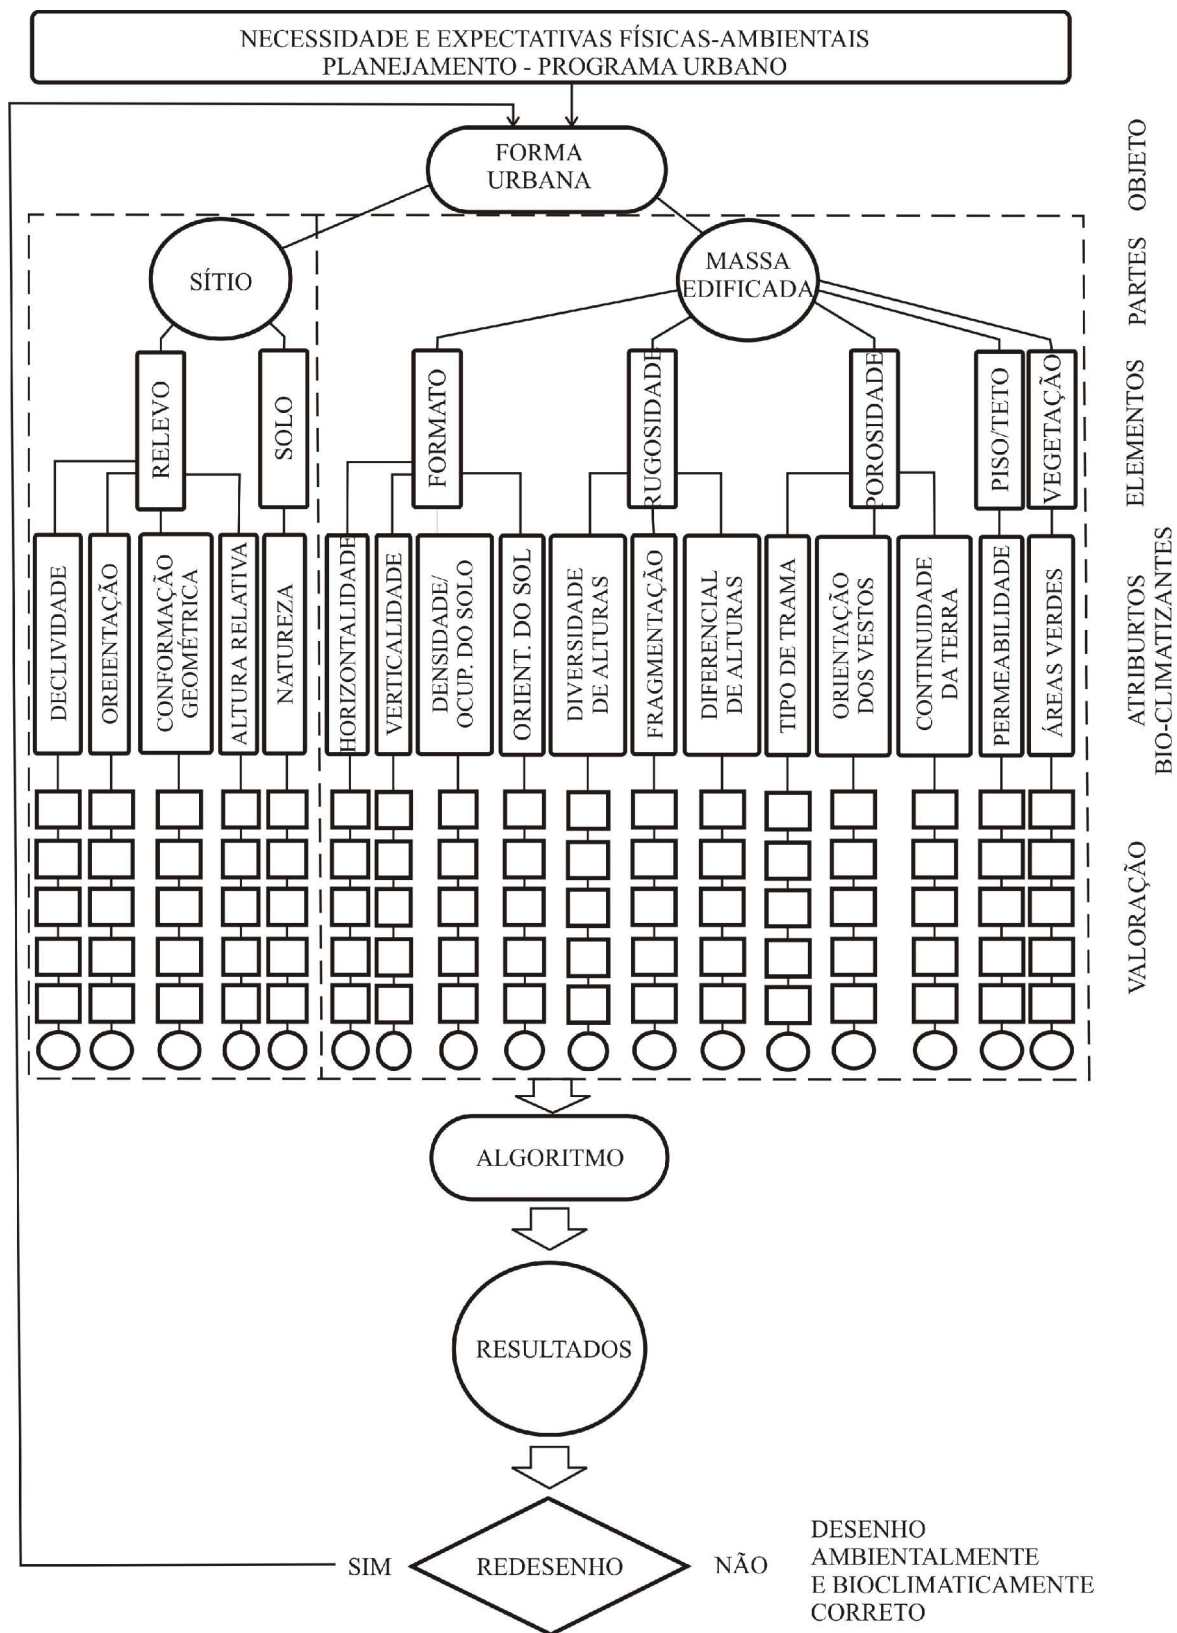 NECESSIDADE E EXPECTATIVAS FÍSICAS-AMBIENTAIS
PLANEJAMENTO - PROGRAMA URBANO
FORMA
URBANA
OBJETO
SÍTIO
MASSA
EDIFICADA
PARTES
RELEVO
SOLO
FORMATO
RUGOSIDADE
POROSIDADE
PISO/TETO
VEGETAÇÃO
ELEMENTOS
DECLIVIDADE
OREIENTAÇÃO
CONFORMAÇÃO
GEOMÉTRICA
ALTURA RELATIVA
NATUREZA
HORIZONTALIDADE
VERTICALIDADE
DENSIDADE/
OCUP. DO SOLO
ORIENT. DO SOL
DIVERSIDADE
DE ALTURAS
FRAGMENTAÇÃO
DIFERENCIAL
DE ALTURAS
TIPO DE TRAMA
ORIENTAÇÃO
DOS VESTOS
CONTINUIDADE
DA TERRA
PERMEABILIDADE
ÁREAS VERDES
ATRIBURTOS
BIO-CLIMATIZANTES
VALORAÇÃO
ALGORITMO
RESULTADOS
SIM
REDESENHO
NÃO
DESENHO
AMBIENTALMENTE
E BIOCLIMATICAMENTE
CORRETO